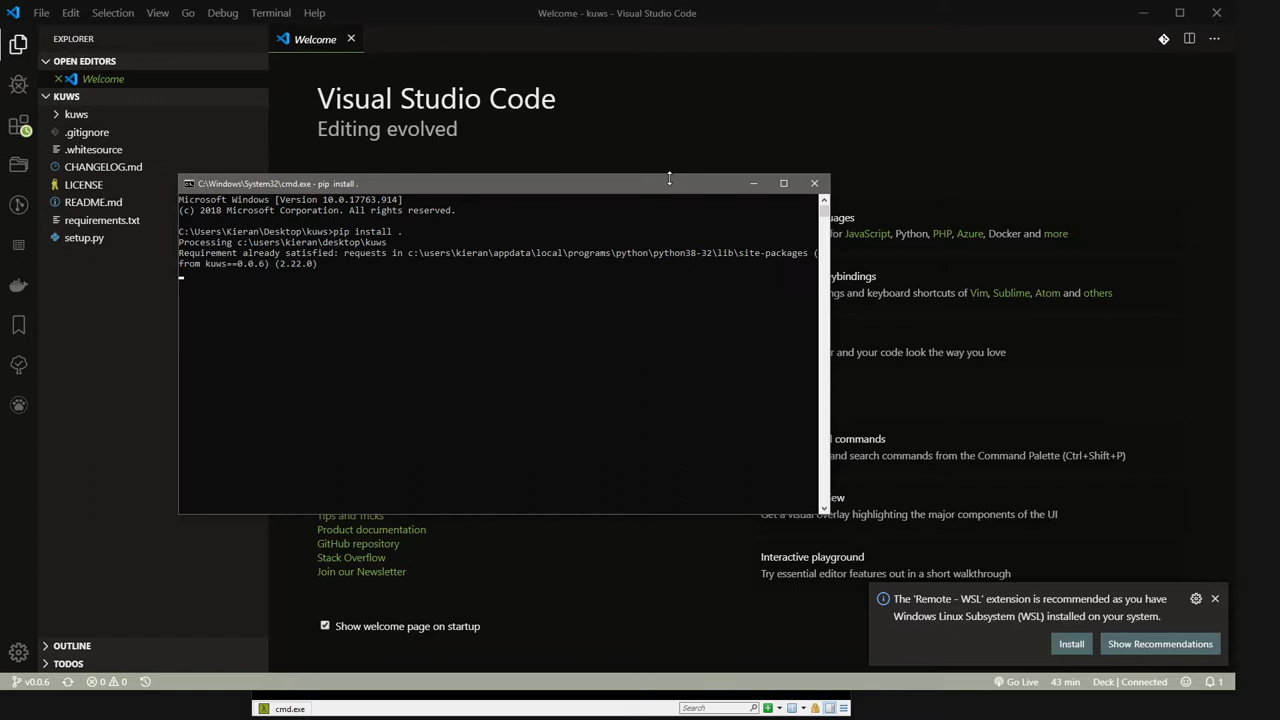 File Edit Selection View Go Debug Terminal Help
Welcome - kuws - Visual Studio Code
EXPLORER
Welcome
OPEN EDITORS
Welcome
KUWS
kuws
.gitignore
.whitesource
CHANGELOG.md
LICENSE
README.md
requirements.txt
setup.py
OUTLINE
TODOS
Visual Studio Code
Editing evolved
C:\Windows\System32\cmd.exe - pip install .
Microsoft Windows [Version 10.0.17763.914]
(c) 2018 Microsoft Corporation. All rights reserved.
C:\Users\Kieran\Desktop\kuws>pip install .
Processing c:\users\kieran\desktop\kuws
Requirement already satisfied: requests in c:\users\kieran\appdata\local\programs\python\python38-32\lib\site-packages (
from kuws==0.0.6) (2.22.0)
JavaScript, Python, PHP, Azure, Docker and more
ngs and keyboard shortcuts of Vim, Sublime, Atom and others
r and your code look the way you love
commands
and search commands from the Command Palette (Ctrl+Shift+P)
Get a visual overlay highlighting the major components of the UI
Tips and Tricks
Product documentation
GitHub repository
Stack Overflow
Join our Newsletter
Interactive playground
Try essential editor features out in a short walkthrough
Show welcome page on startup
The 'Remote - WSL' extension is recommended as you have
Windows Linux Subsystem (WSL) installed on your system.
Install Show Recommendations
v0.0.6 0 0 Go Live 43 min Deck | Connected 1
cmd.exe Search